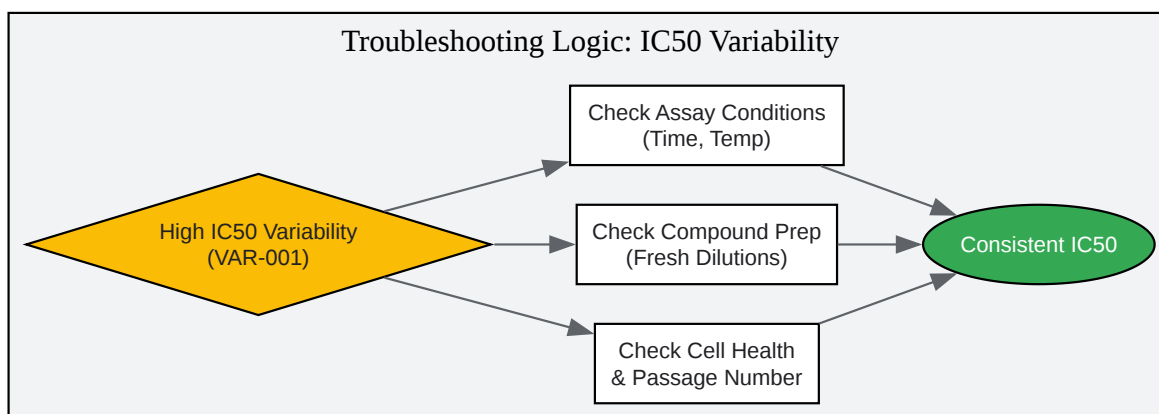 Troubleshooting Logic: IC50 Variability
Check Assay Conditions
(Time, Temp)
High IC50 Variability
(VAR-001)
Check Compound Prep
(Fresh Dilutions)
Consistent IC50
Check Cell Health
& Passage Number